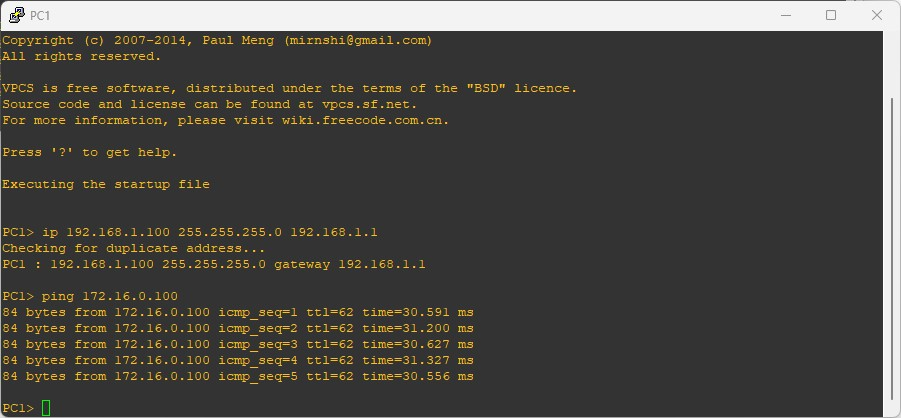 PC1
Copyright (c) 2007-2014, Paul Meng (mirnshi@gmail.com)
All rights reserved.
VPCS is free software, distributed under the terms of the "BSD" licence.
Source code and license can be found at vpcs.sf.net.
For more information, please visit wiki.freecode.com.cn.
Press '?' to get help.
Executing the startup file
PC1> ip 192.168.1.100 255.255.255.0 192.168.1.1
Checking for duplicate address...
PC1 : 192.168.1.100 255.255.255.0 gateway 192.168.1.1
PC1> ping 172.16.0.100
84 bytes from 172.16.0.100 icmp_seq=1 ttl=62 time=30.591 ms
84 bytes from 172.16.0.100 icmp_seq=2 ttl=62 time=31.200 ms
84 bytes from 172.16.0.100 icmp_seq=3 ttl=62 time=30.627 ms
84 bytes from 172.16.0.100 icmp_seq=4 ttl=62 time=31.327 ms
84 bytes from 172.16.0.100 icmp_seq=5 ttl=62 time=30.556 ms
PC1>